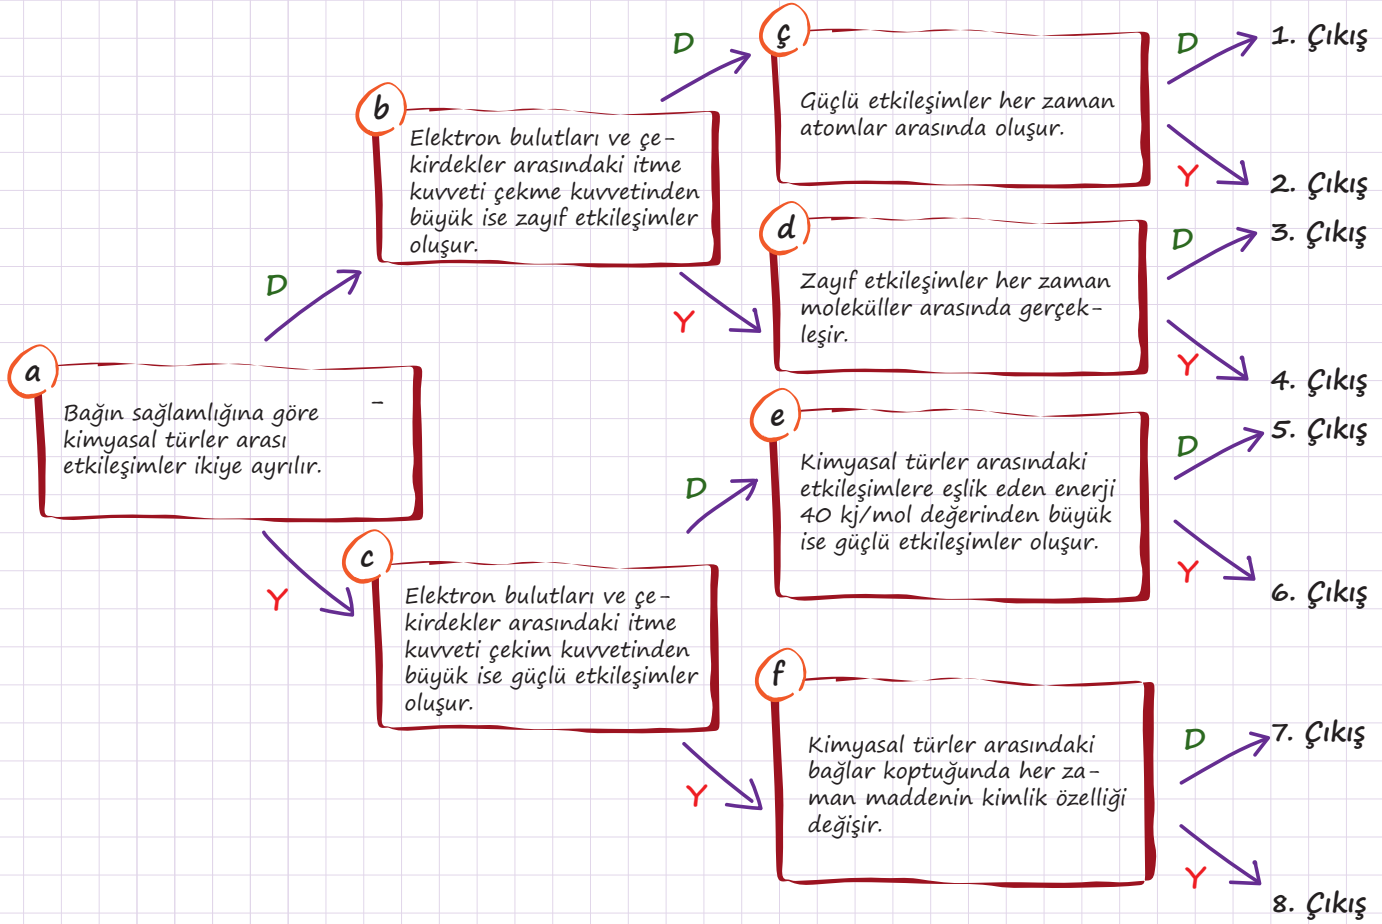 a
Bağın sağlamlığına göre
kimyasal türler arası
etkileşimler ikiye ayrılır.
D
Y
b
Elektron bulutları ve çe-
kirdekler arasındaki itme
kuvveti çekme kuvvetinden
büyük ise zayıf etkileşimler
oluşur.
D
Y
c
Elektron bulutları ve çe-
kirdekler arasındaki itme
kuvveti çekim kuvvetinden
büyük ise güçlü etkileşimler
oluşur.
D
Y
ç
Güçlü etkileşimler her zaman
atomlar arasında oluşur.
D
1. Çıkış
Y
2. Çıkış
d
Zayıf etkileşimler her zaman
moleküller arasında gerçek-
leşir.
D
3. Çıkış
Y
4. Çıkış
e
Kimyasal türler arasındaki
etkileşimlere eşlik eden enerji
40 kj/mol değerinden büyük
ise güçlü etkileşimler oluşur.
D
5. Çıkış
Y
6. Çıkış
f
Kimyasal türler arasındaki
bağlar koptuğunda her za-
man maddenin kimlik özelliği
değişir.
D
7. Çıkış
Y
8. Çıkış